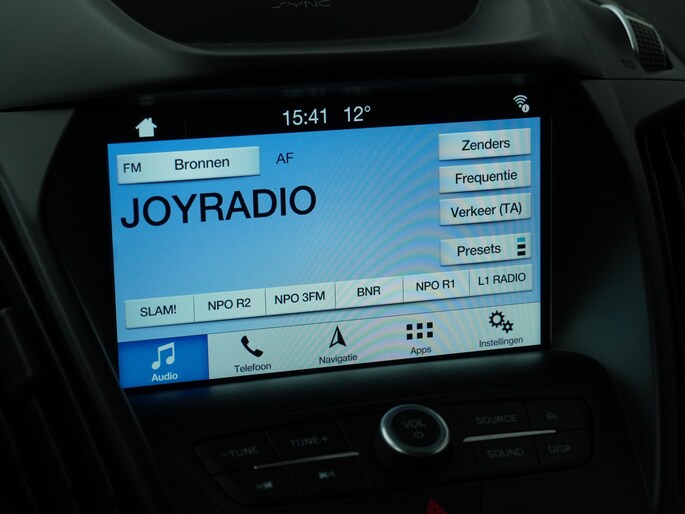 SYNC
15:41 12°
FM Bronnen AF
Zenders
JOYRADIO
Frequentie
Verkeer (TA)
Presets
SLAM! NPO R2 NPO 3FM BNR NPO R1 L1 RADIO
Audio Telefoon Navigatie Apps Instellingen
–TUNE TUNE+ VOL SOURCE
SOUND DISP